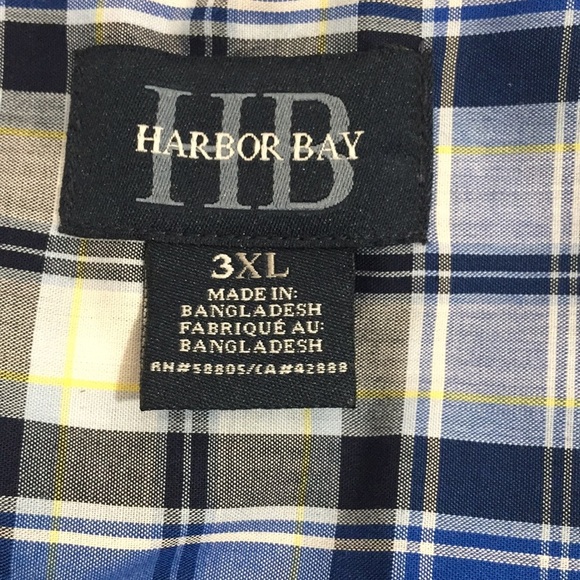 HB
HARBOR BAY
3XL
MADE IN:
BANGLADESH
FABRIQUÉ AU:
BANGLADESH
RN#58805/CA#42888